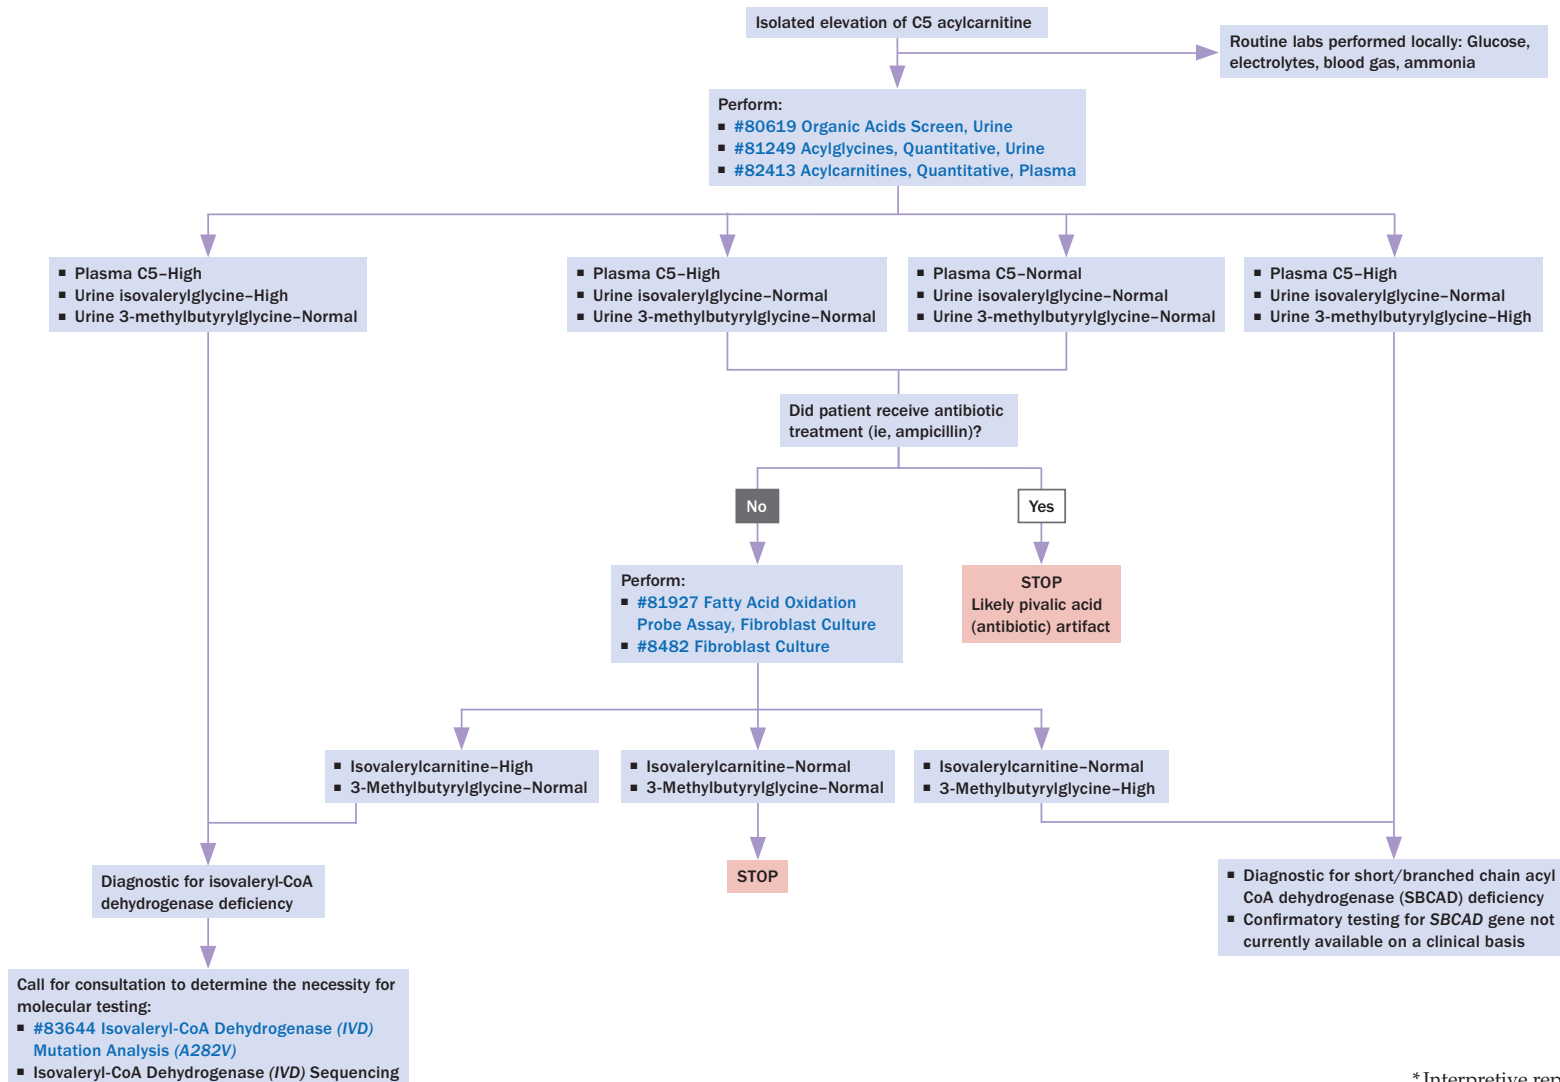 Isolated elevation of C5 acylcarnitine
Routine labs performed locally: Glucose,
electrolytes, blood gas, ammonia
Perform:
▪ #80619 Organic Acids Screen, Urine
▪ #81249 Acylglycines, Quantitative, Urine
▪ #82413 Acylcarnitines, Quantitative, Plasma
▪ Plasma C5–High
▪ Urine isovalerylglycine–High
▪ Urine 3-methylbutyrylglycine–Normal
▪ Plasma C5–High
▪ Urine isovalerylglycine–Normal
▪ Urine 3-methylbutyrylglycine–Normal
▪ Plasma C5–Normal
▪ Urine isovalerylglycine–Normal
▪ Urine 3-methylbutyrylglycine–Normal
▪ Plasma C5–High
▪ Urine isovalerylglycine–Normal
▪ Urine 3-methylbutyrylglycine–High
Did patient receive antibiotic
treatment (ie, ampicillin)?
No
Yes
Perform:
▪ #81927 Fatty Acid Oxidation
Probe Assay, Fibroblast Culture
▪ #8482 Fibroblast Culture
STOP
Likely pivalic acid
(antibiotic) artifact
▪ Isovalerylcarnitine–High
▪ 3-Methylbutyrylglycine–Normal
▪ Isovalerylcarnitine–Normal
▪ 3-Methylbutyrylglycine–Normal
▪ Isovalerylcarnitine–Normal
▪ 3-Methylbutyrylglycine–High
Diagnostic for isovaleryl-CoA
dehydrogenase deficiency
STOP
▪ Diagnostic for short/branched chain acyl
CoA dehydrogenase (SBCAD) deficiency
▪ Confirmatory testing for SBCAD gene not
currently available on a clinical basis
Call for consultation to determine the necessity for
molecular testing:
▪ #83644 Isovaleryl-CoA Dehydrogenase (IVD)
Mutation Analysis (A282V)
▪ Isovaleryl-CoA Dehydrogenase (IVD) Sequencing
*Interpretive